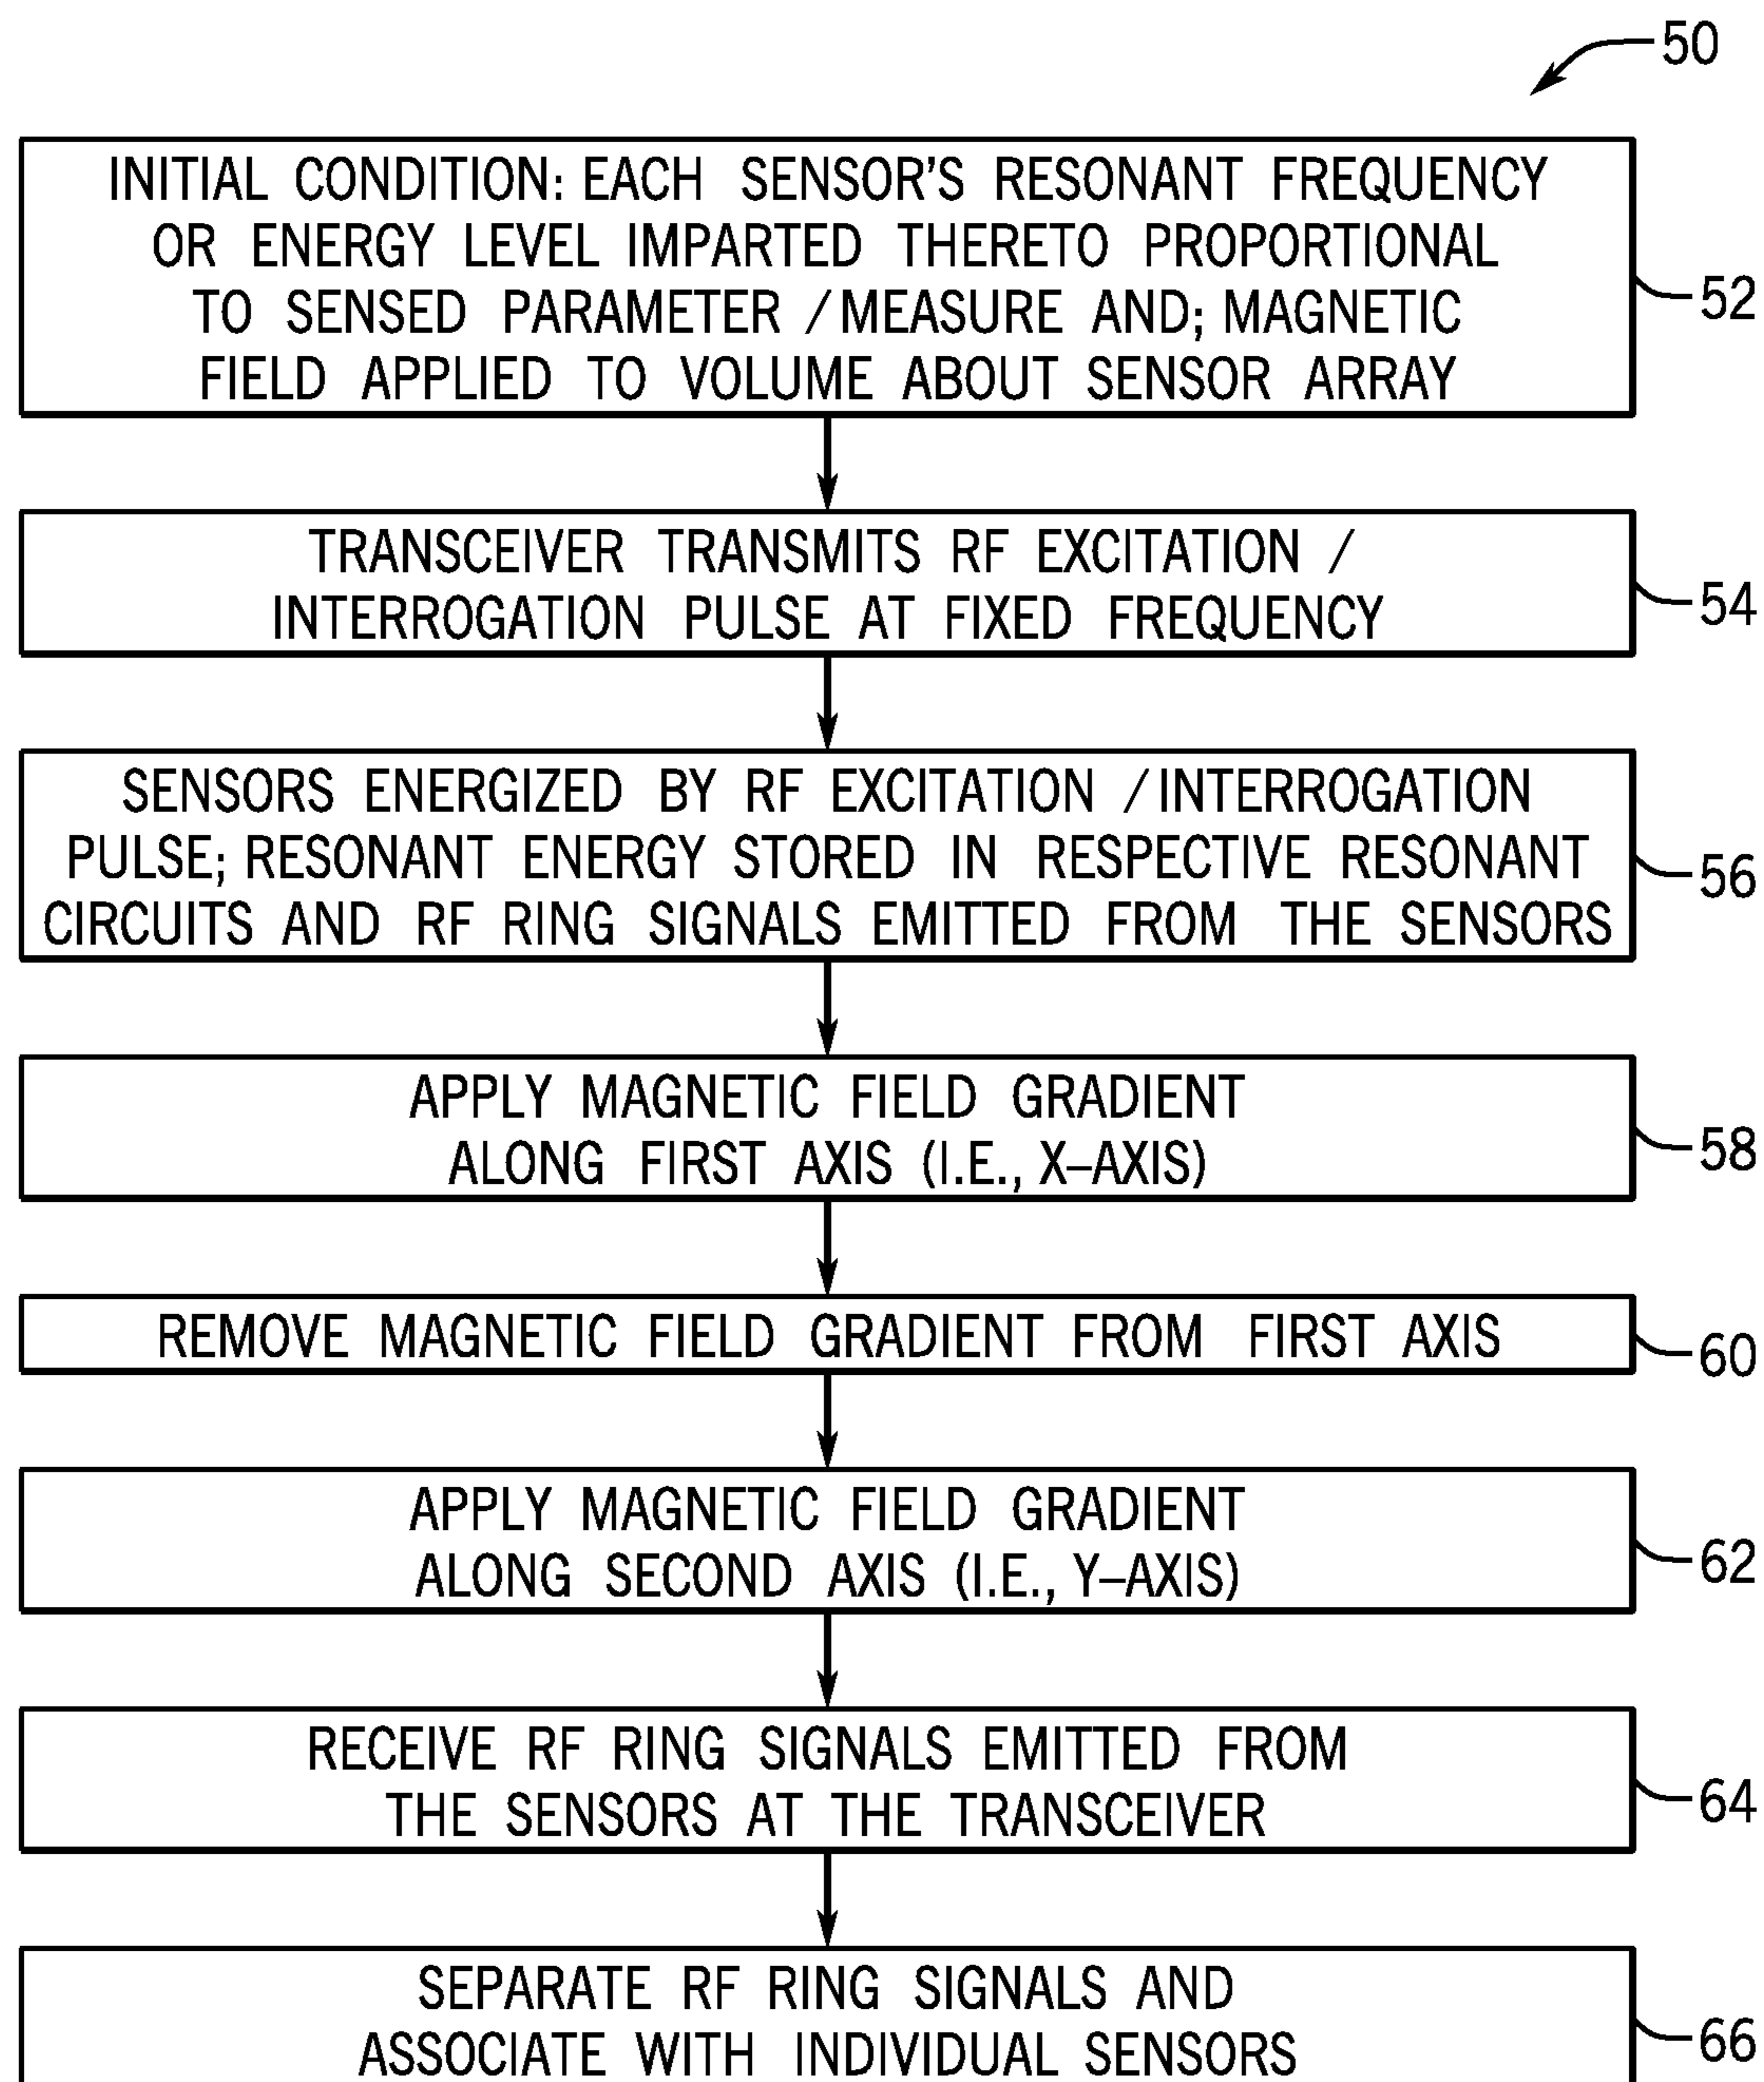 50
INITIAL CONDITION: EACH SENSOR'S RESONANT FREQUENCY
OR ENERGY LEVEL IMPARTED THERETO PROPORTIONAL
TO SENSED PARAMETER / MEASURE AND; MAGNETIC
FIELD APPLIED TO VOLUME ABOUT SENSOR ARRAY
52
TRANSCEIVER TRANSMITS RF EXCITATION /
INTERROGATION PULSE AT FIXED FREQUENCY
54
SENSORS ENERGIZED BY RF EXCITATION / INTERROGATION
PULSE; RESONANT ENERGY STORED IN RESPECTIVE RESONANT
CIRCUITS AND RF RING SIGNALS EMITTED FROM THE SENSORS
56
APPLY MAGNETIC FIELD GRADIENT
ALONG FIRST AXIS (I.E., X–AXIS)
58
REMOVE MAGNETIC FIELD GRADIENT FROM FIRST AXIS
60
APPLY MAGNETIC FIELD GRADIENT
ALONG SECOND AXIS (I.E., Y–AXIS)
62
RECEIVE RF RING SIGNALS EMITTED FROM
THE SENSORS AT THE TRANSCEIVER
64
SEPARATE RF RING SIGNALS AND
ASSOCIATE WITH INDIVIDUAL SENSORS
66